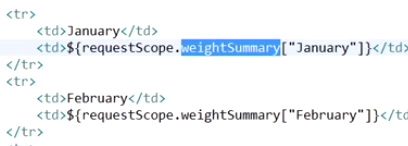 <tr>
<td>January</td>
<td>${requestScope.weightSummary["January"]}</td>
</tr>
<tr>
<td>February</td>
<td>${requestScope.weightSummary["February"]}</td>
</tr>